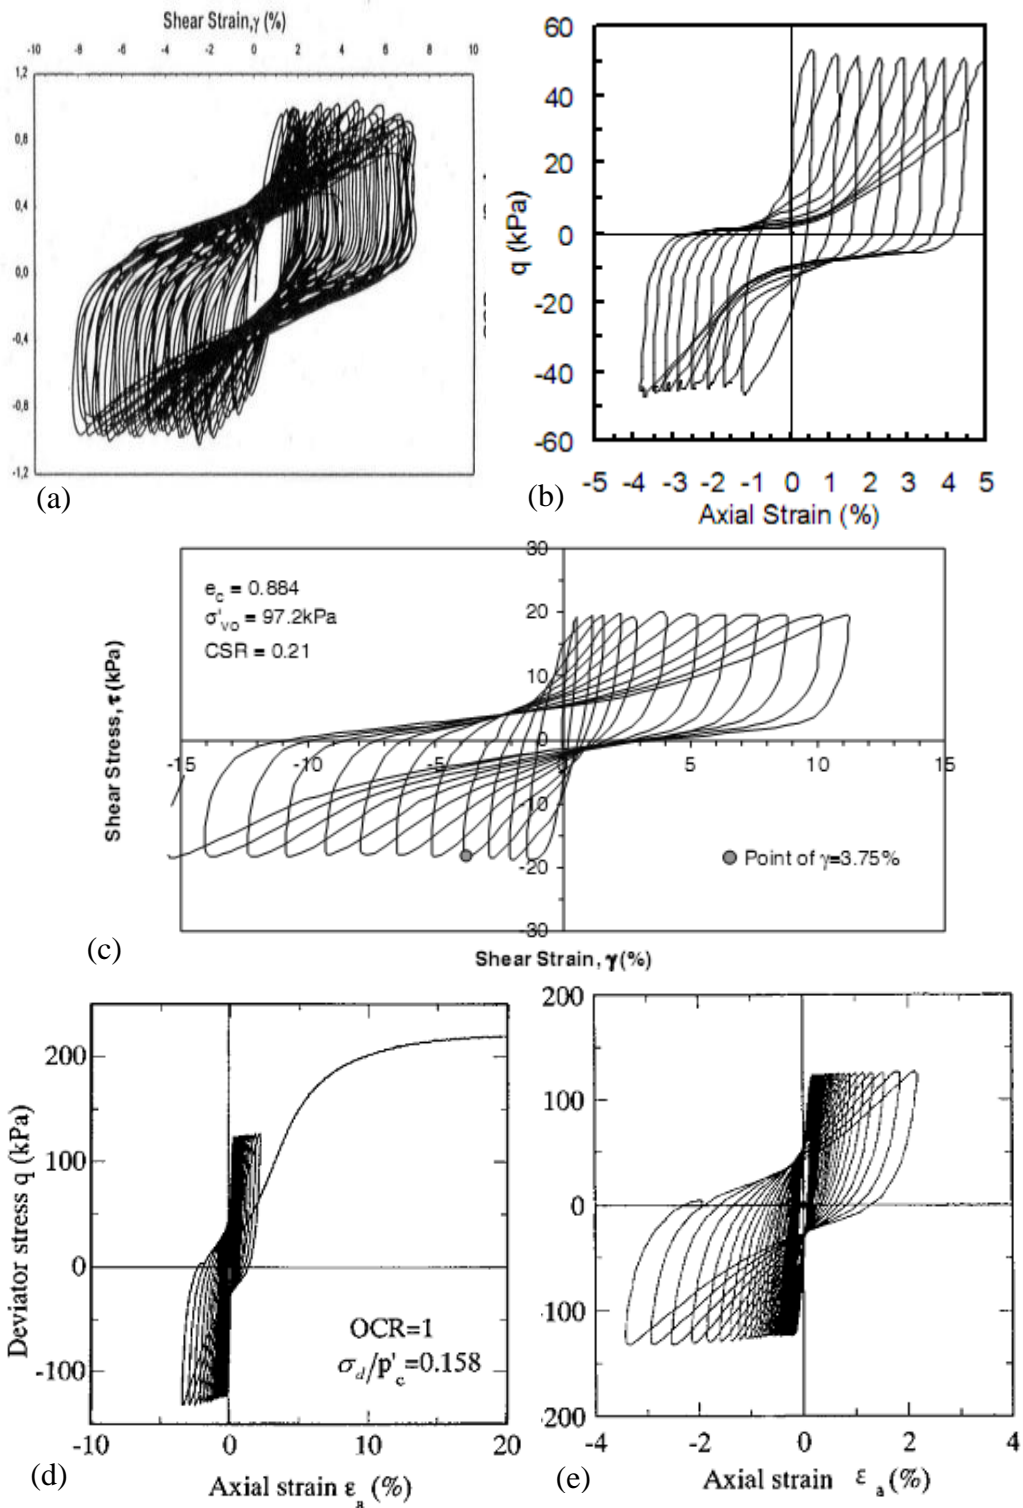 Shear Strain,γ (%)
-10 -8 -6 -4 -2 0 2 4 6 8 10
1,2
0,8
0,4
0,0
-0,4
-0,8
-1,2
(a)
60
40
20
0
-20
-40
-60
q (kPa)
-5 -4 -3 -2 -1 0 1 2 3 4 5
Axial Strain (%)
(b)
30
20
10
0
-10
-20
-30
e_c = 0.884
σ'_vo = 97.2kPa
CSR = 0.21
Shear Stress, τ (kPa)
-15 -10 -5 0 5 10 15
Point of γ=3.75%
Shear Strain, γ (%)
(c)
200
100
0
-100
Deviator stress q (kPa)
OCR=1
σ_d/p'_c=0.158
-10 0 10 20
Axial strain ε_a (%)
(d)
200
100
0
-100
-200
-4 -2 0 2 4
Axial strain ε_a (%)
(e)